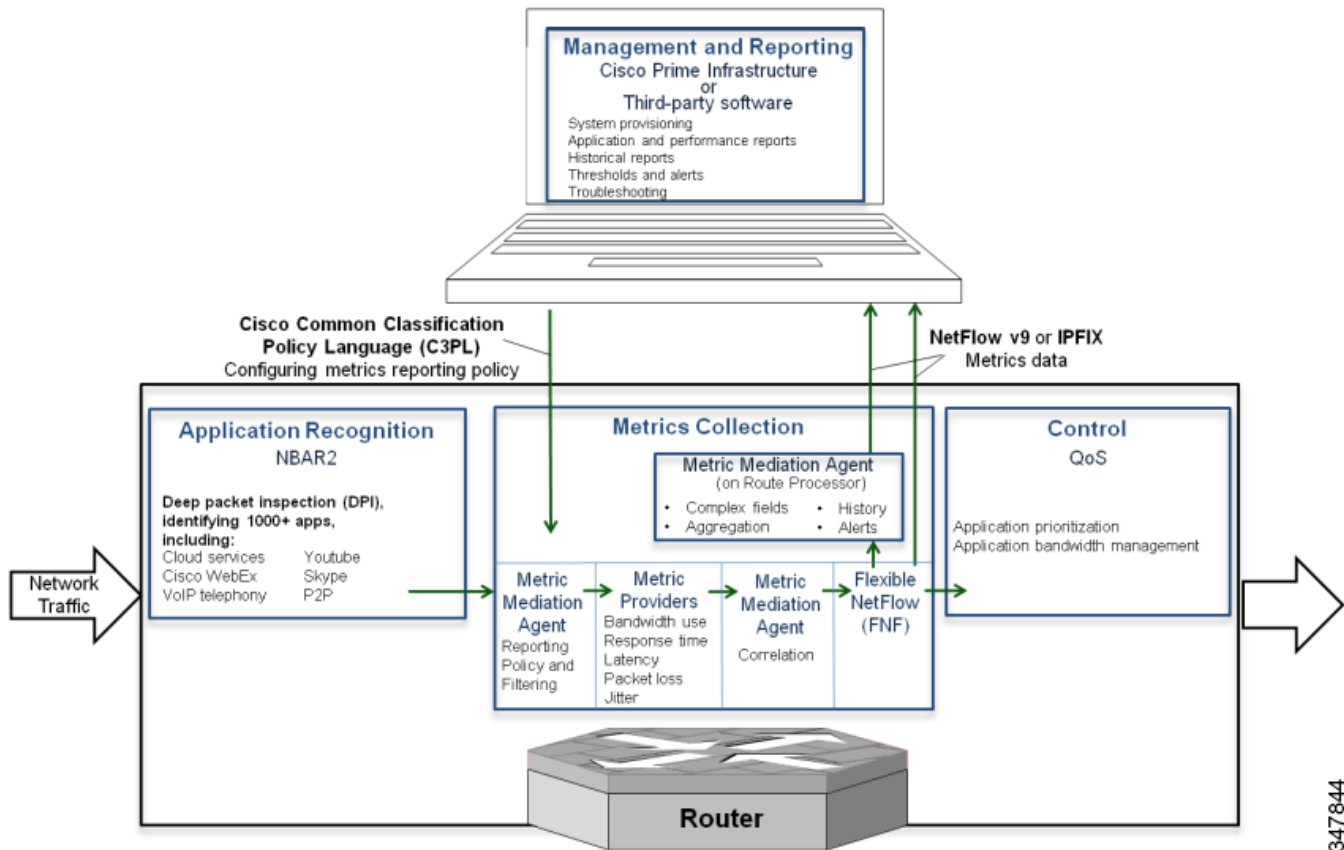 Management and Reporting
Cisco Prime Infrastructure
or
Third-party software
System provisioning
Application and performance reports
Historical reports
Thresholds and alerts
Troubleshooting
Cisco Common Classification
Policy Language (C3PL)
Configuring metrics reporting policy
NetFlow v9 or IPFIX
Metrics data
Network
Traffic
Application Recognition
NBAR2
Deep packet inspection (DPI),
identifying 1000+ apps,
including:
Cloud services
Cisco WebEx
VoIP telephony
Youtube
Skype
P2P
Metrics Collection
Metric Mediation Agent
(on Route Processor)
• Complex fields
• Aggregation
• History
• Alerts
Metric
Mediation
Agent
Reporting
Policy and
Filtering
Metric
Providers
Bandwidth use
Response time
Latency
Packet loss
Jitter
Metric
Mediation
Agent
Correlation
Flexible
NetFlow
(FNF)
Control
QoS
Application prioritization
Application bandwidth management
Router
347844